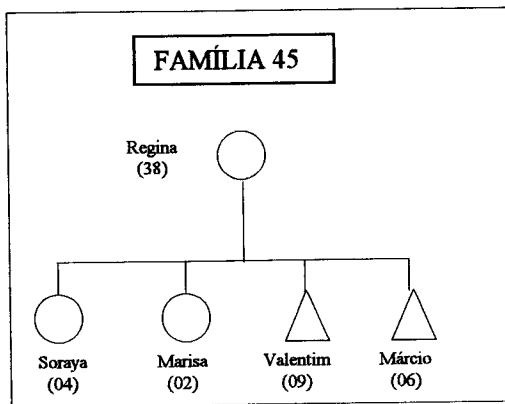 FAMÍLIA 45
Regina
(38)
Soraya
(04)
Marisa
(02)
Valentim
(09)
Márcio
(06)